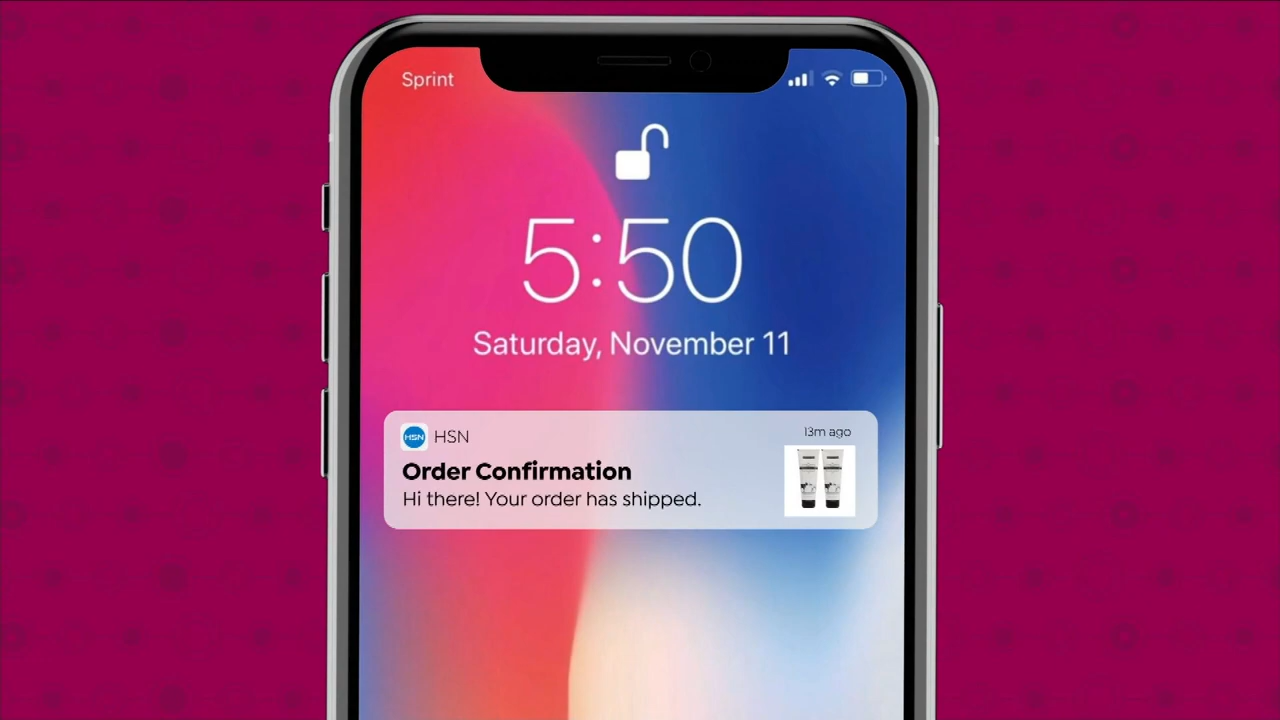 Sprint
5:50
Saturday, November 11
HSN HSN
13m ago
Order Confirmation
Hi there! Your order has shipped.